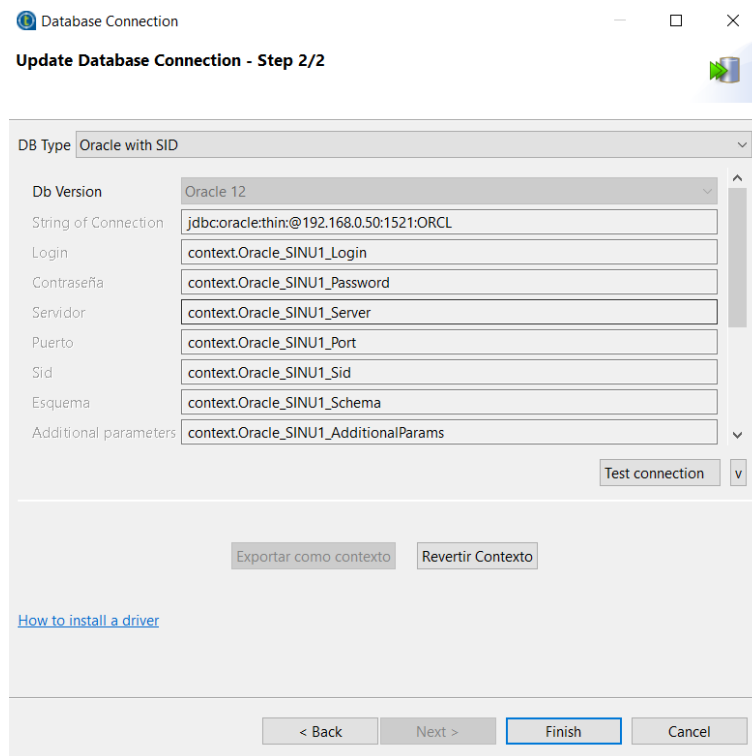 Database Connection
Update Database Connection - Step 2/2
DB Type Oracle with SID
Db Version Oracle 12
String of Connection jdbc:oracle:thin:@192.168.0.50:1521:ORCL
Login context.Oracle_SINU1_Login
Contraseña context.Oracle_SINU1_Password
Servidor context.Oracle_SINU1_Server
Puerto context.Oracle_SINU1_Port
Sid context.Oracle_SINU1_Sid
Esquema context.Oracle_SINU1_Schema
Additional parameters context.Oracle_SINU1_AdditionalParams
Test connection v
Exportar como contexto Revertir Contexto
How to install a driver
< Back Next > Finish Cancel